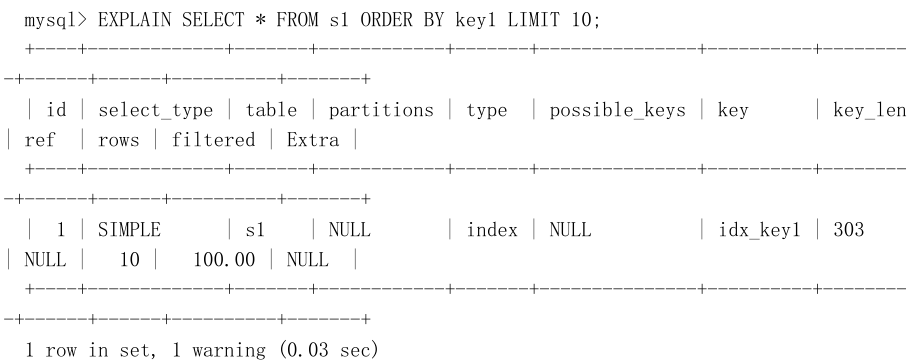 mysql> EXPLAIN SELECT * FROM s1 ORDER BY key1 LIMIT 10;
+----+-------------+-------+------------+-------+---------------+----------+--------
-+------+------+----------+-------+
| id | select_type | table | partitions | type | possible_keys | key | key_len
| ref | rows | filtered | Extra |
+----+-------------+-------+------------+-------+---------------+----------+--------
-+------+------+----------+-------+
| 1 | SIMPLE | s1 | NULL | index | NULL | idx_key1 | 303
| NULL | 10 | 100.00 | NULL |
+----+-------------+-------+------------+-------+---------------+----------+--------
-+------+------+----------+-------+
1 row in set, 1 warning (0.03 sec)